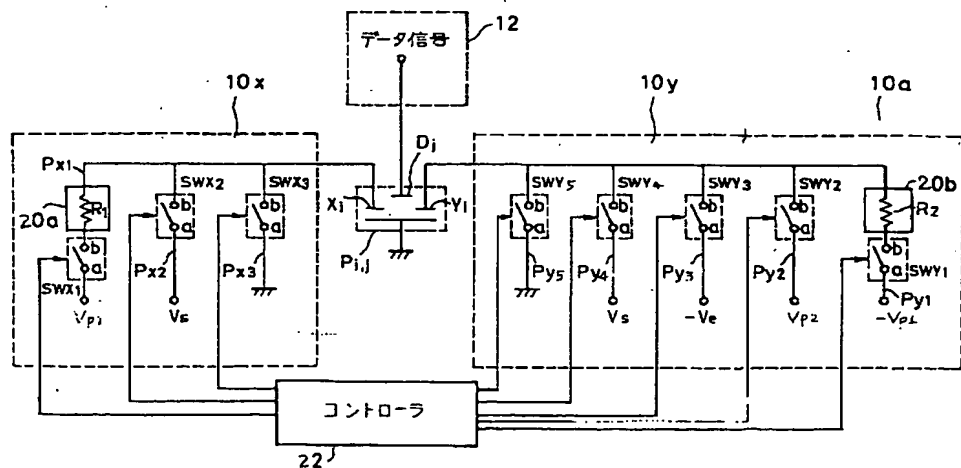 データ信号
12
10x
10y
10a
Px1
SWX2
SWX3
Dj
SWY5
SWY4
SWY3
SWY2
20b
20a
R1
b
a
b
a
b
a
Xi
Yi
Pi,j
b
a
b
a
b
a
b
a
R2
b
a
SWY1
SWX1
Px2
Px3
Py5
Py4
Py3
Py2
Py1
Vp1
Vs
Vs
-Ve
Vp2
-Vp1
コントローラ
22